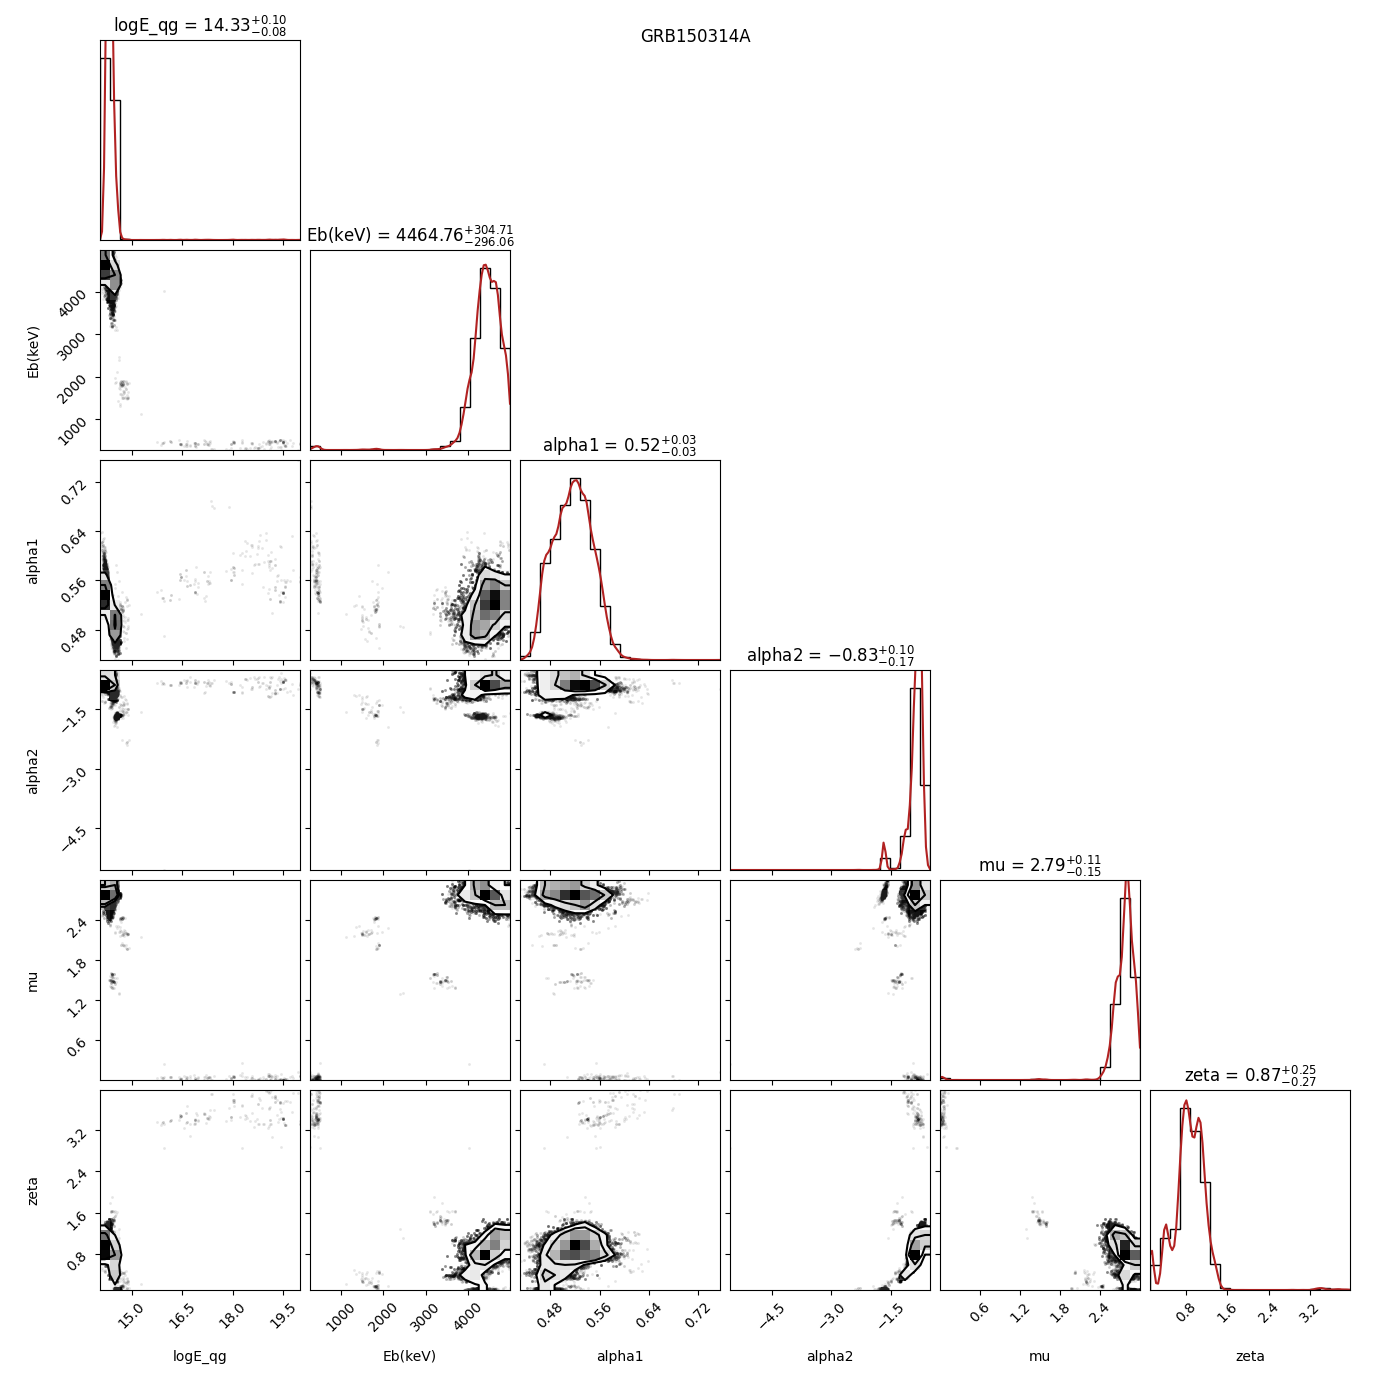 logE_qg = 14.33+0.10 −0.08
GRB150314A
Eb(keV) = 4464.76+304.71 −296.06
4000
3000
2000
1000
Eb(keV)
alpha1 = 0.52+0.03 −0.03
0.72
0.64
0.56
0.48
alpha1
alpha2 = −0.83+0.10 −0.17
−1.5
−3.0
−4.5
alpha2
mu = 2.79+0.11 −0.15
2.4
1.8
1.2
0.6
mu
zeta = 0.87+0.25 −0.27
3.2
2.4
1.6
0.8
zeta
15.0 16.5 18.0 19.5 1000 2000 3000 4000 0.48 0.56 0.64 0.72 −4.5 −3.0 −1.5 0.6 1.2 1.8 2.4 0.8 1.6 2.4 3.2
logE_qg Eb(keV) alpha1 alpha2 mu zeta